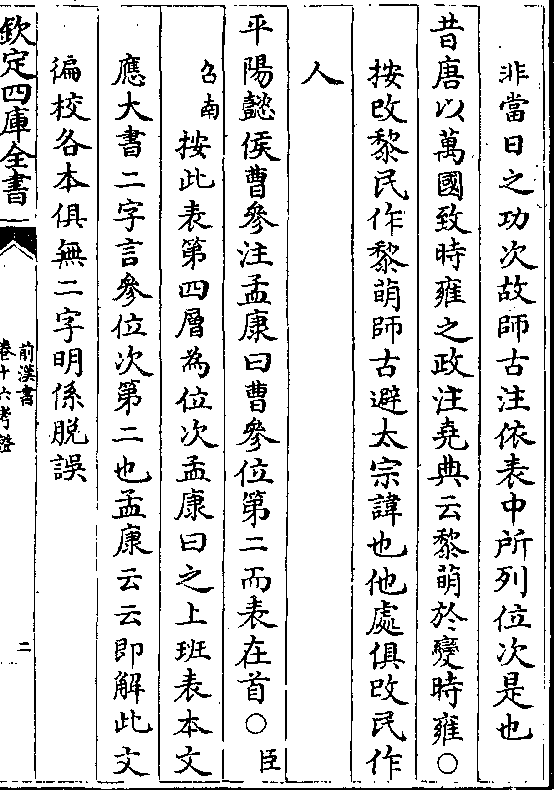 非當日之功次故師古注依表中所列位次是也
昔唐以萬國致時雍之政注堯典云黎萌於變時雍○
按改黎民作黎萌師古避太宗諱也他處俱改民作
人
平陽懿侯曹參注孟康曰曹參位第二而表在首○臣
召南按此表第四層為位次孟康曰之上班表本文
應大書二字言參位次第二也孟康云云即解此文
徧校各本俱無二字明係脱誤
欽定四庫全書
前漢書
卷十六考證
二